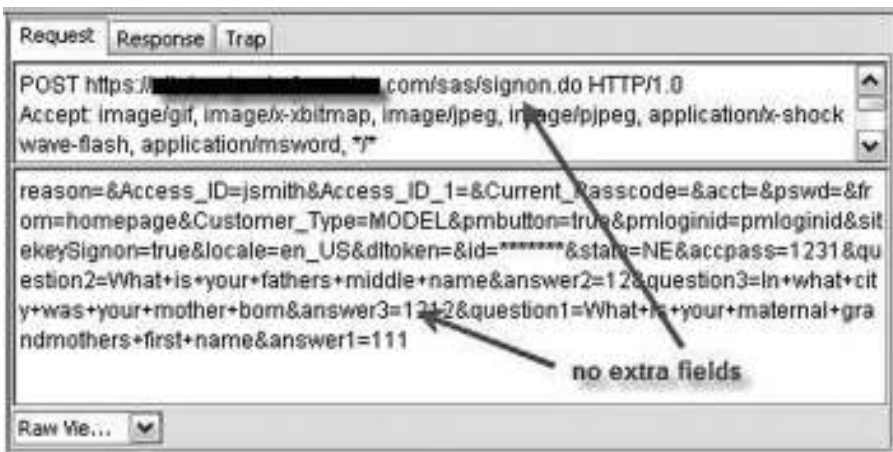 Request Response Trap
POST https:// .com/sas/signon.do HTTP/1.0
Accept: image/gif, image/x-xbitmap, image/jpeg, image/pjpeg, application/x-shock
wave-flash, application/msword, */*
reason=&Access_ID=jsmith&Access_ID_1=&Current_Passcode=&acct=&pswd=&fr
om=homepage&Customer_Type=MODEL&pmbutton=true&pmloginid=pmloginid&sit
ekeySignon=true&locale=en_US&dltoken=&id=*******&state=NE&accpass=1231&qu
estion2=What+is+your+fathers+middle+name&answer2=12&question3=In+what+cit
y+was+your+mother+born&answer3=1212&question1=What+is+your+maternal+gra
ndmothers+first+name&answer1=111
no extra fields
Raw Vie...